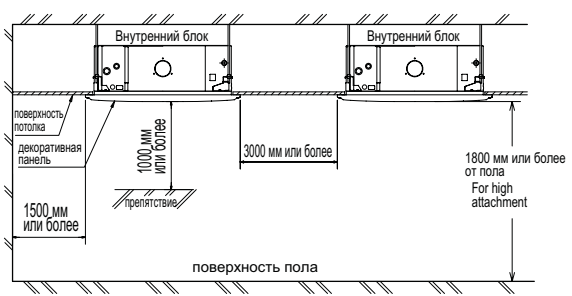 Внутренний блок
Внутренний блок
поверхность
потолка
декоративная
панель
1000 мм
или более
3000 мм или более
1800 мм или более
от пола
For high
attachment
препятствие
1500 мм
или более
поверхность пола